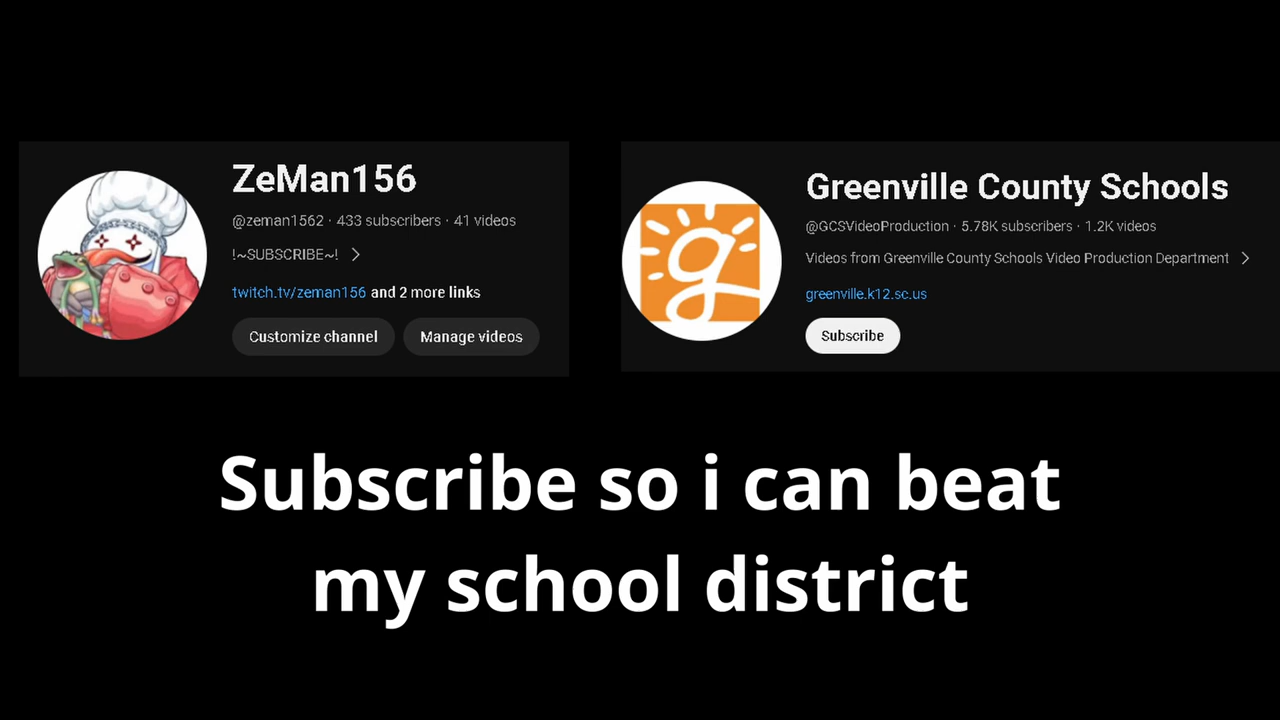 ZeMan156
@zeman1562 · 433 subscribers · 41 videos
!~SUBSCRIBE~!
twitch.tv/zeman156 and 2 more links
Customize channel
Manage videos
g
Greenville County Schools
@GCSVideoProduction · 5.78K subscribers · 1.2K videos
Videos from Greenville County Schools Video Production Department
greenville.k12.sc.us
Subscribe
Subscribe so i can beat
my school district